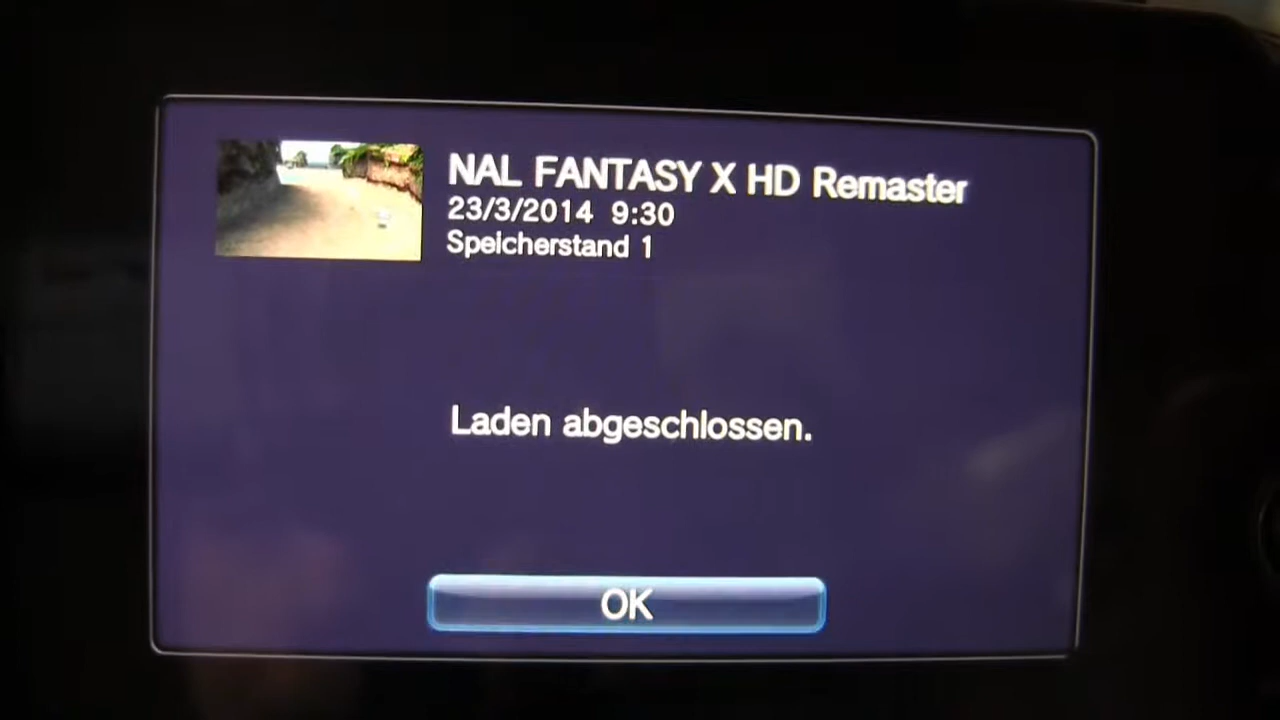 NAL FANTASY X HD Remaster
23/3/2014 9:30
Speicherstand 1
Laden abgeschlossen.
OK